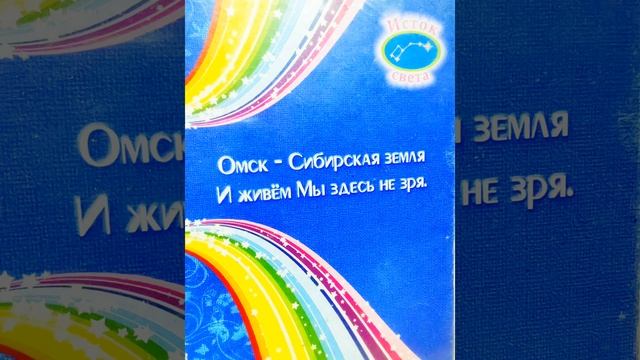 Исток
света
Омск - Сибирская земля
И живём Мы здесь не зря.